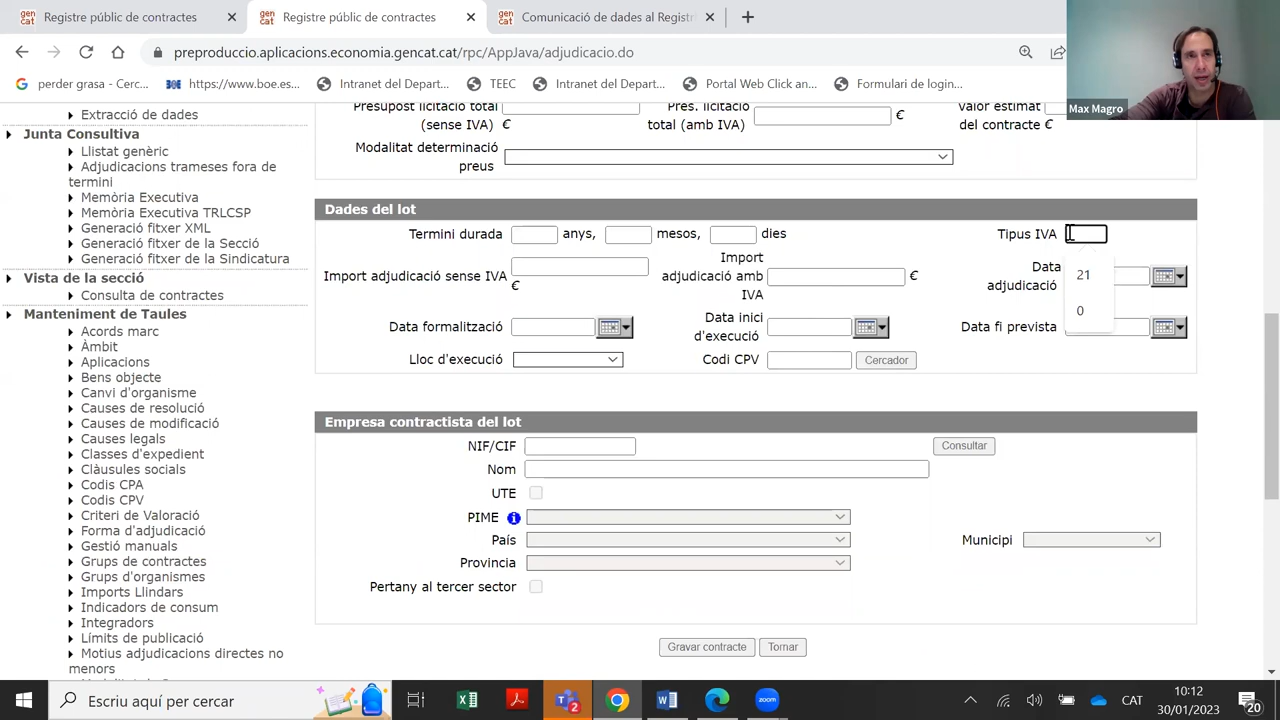 gen cat
Registre públic de contractes
gen cat
Registre públic de contractes
gen cat
Comunicació de dades al Registr
preproduccio.aplicacions.economia.gencat.cat/rpc/AppJava/adjudicacio.do
perder grasa - Cerc...
https://www.boe.es...
Intranet del Depart...
TEEC
Intranet del Depart...
Portal Web Click an...
Formulari de login...
Max Magro
Extracció de dades
Junta Consultiva
Llistat genèric
Adjudicacions trameses fora de
termini
Memòria Executiva
Memòria Executiva TRLCSP
Generació fitxer XML
Generació fitxer de la Secció
Generació fitxer de la Sindicatura
Vista de la secció
Consulta de contractes
Manteniment de Taules
Acords marc
Àmbit
Aplicacions
Bens objecte
Canvi d'organisme
Causes de resolució
Causes de modificació
Causes legals
Classes d'expedient
Clàusules socials
Codis CPA
Codis CPV
Criteri de Valoració
Forma d'adjudicació
Gestió manuals
Grups de contractes
Grups d'organismes
Imports Llindars
Indicadors de consum
Integradors
Límits de publicació
Motius adjudicacions directes no
menors
Presupost licitació total
(sense IVA) €
Pres. licitació
total (amb IVA) €
Valor estimat
del contracte €
Modalitat determinació
preus
Dades del lot
Termini durada anys, mesos, dies
Tipus IVA
21
0
Import adjudicació sense IVA
€
Import
adjudicació amb
IVA
€
Data
adjudicació
Data formalització
Data inici
d'execució
Data fi prevista
Lloc d'execució
Codi CPV
Cercador
Empresa contractista del lot
NIF/CIF
Consultar
Nom
UTE
PIME
País
Municipi
Provincia
Pertany al tercer sector
Gravar contracte
Tornar
Escriu aquí per cercar
2
zoom
CAT
10:12
30/01/2023
20